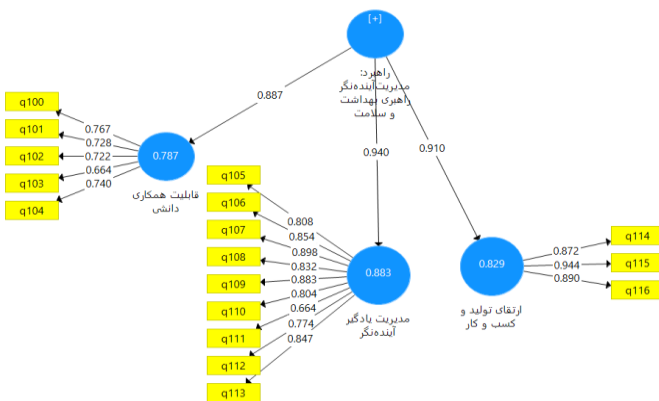 [+]
راهبرد:
مدیریت‌آینده‌نگر
راهبری بهداشت
و سلامت
0.887
0.940
0.910
q100
q101
q102
q103
q104
0.767
0.728
0.722
0.664
0.740
0.787
قابلیت همکاری
دانشی
q105
q106
q107
q108
q109
q110
q111
q112
q113
0.808
0.854
0.898
0.832
0.883
0.804
0.664
0.774
0.847
0.883
مدیریت یادگیر
آینده‌نگر
0.829
ارتقای تولید و
کسب و کار
0.872
0.944
0.890
q114
q115
q116